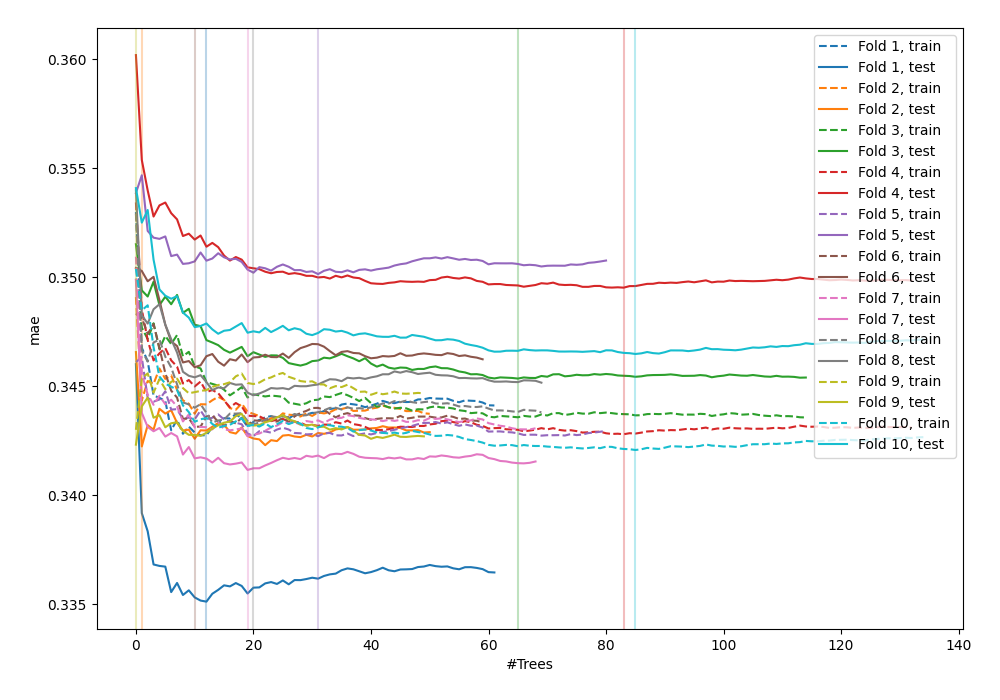 0.360
0.355
0.350
0.345
0.340
0.335
mae
0
20
40
60
80
100
120
140
#Trees
Fold 1, train
Fold 1, test
Fold 2, train
Fold 2, test
Fold 3, train
Fold 3, test
Fold 4, train
Fold 4, test
Fold 5, train
Fold 5, test
Fold 6, train
Fold 6, test
Fold 7, train
Fold 7, test
Fold 8, train
Fold 8, test
Fold 9, train
Fold 9, test
Fold 10, train
Fold 10, test